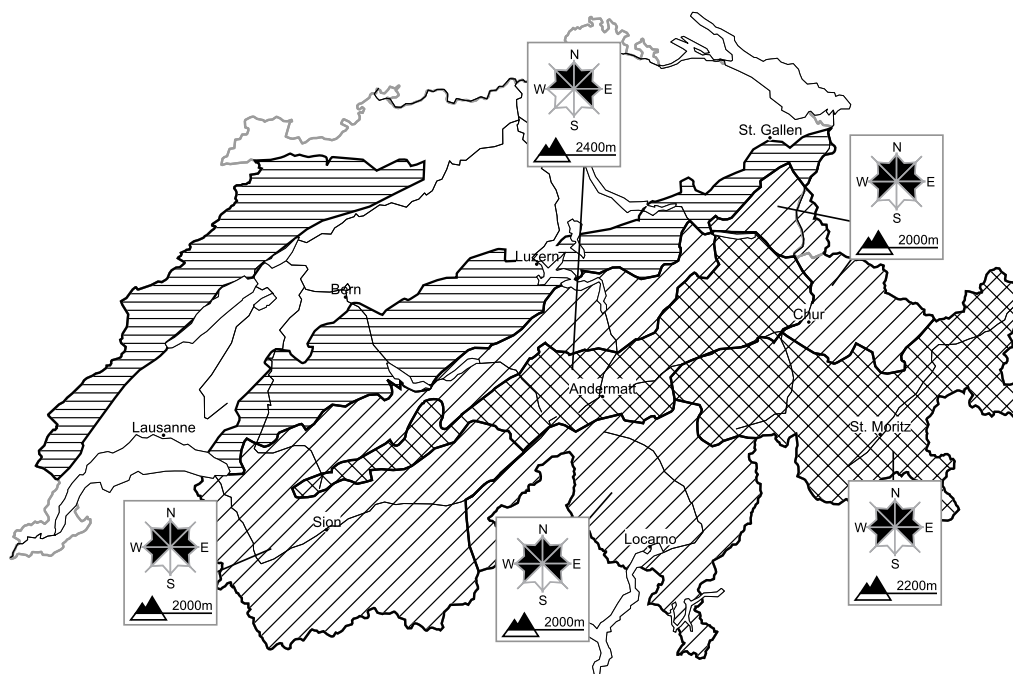 N
W E
S
2400m
St. Gallen
N
W E
S
2000m
Luzern
Bern
Chur
Andermatt
Lausanne
St. Moritz
N
W E
S
2200m
N
W E
S
2000m
Sion
N
W E
S
2000m
Locarno